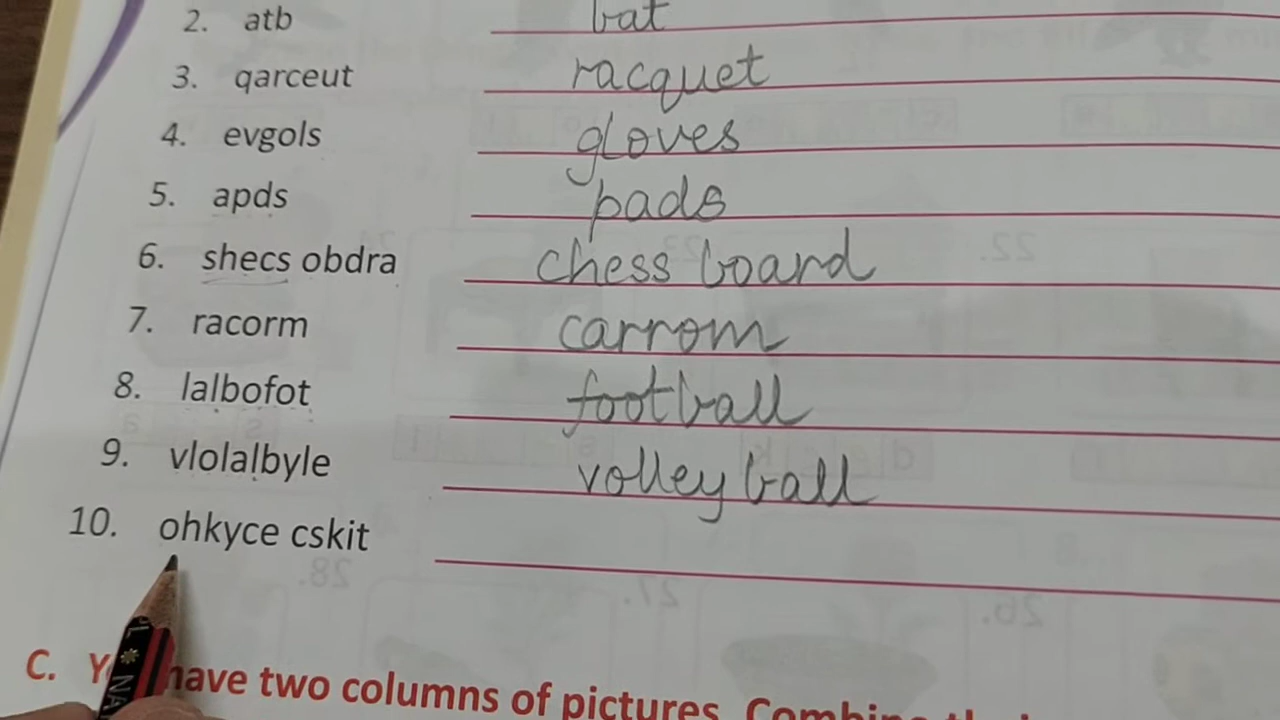 2. atb bat
3. qarceut racquet
4. evgols gloves
5. apds pads
6. shecs obdra chess board
7. racorm carrom
8. lalbofot football
9. vlolalbyle volley ball
10. ohkyce cskit
C. have two columns of pictures. Combine